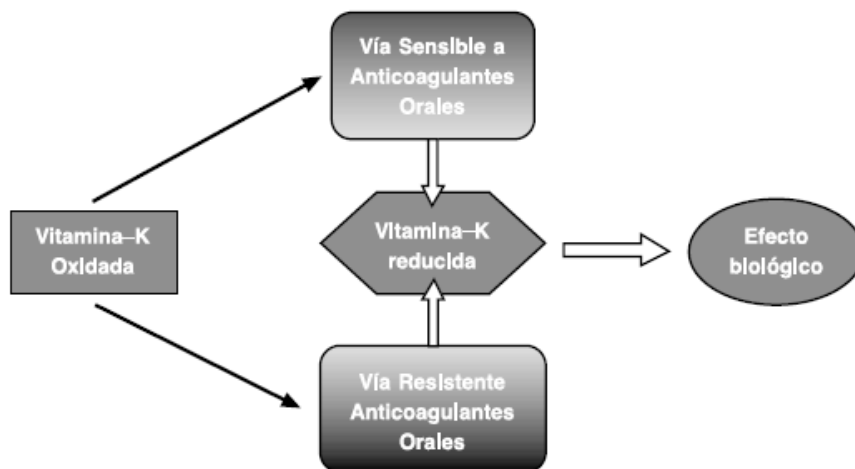 Vía Sensible a
Anticoagulantes
Orales
Vitamina–K
Oxidada
Vitamina–K
reducida
Efecto
biológico
Vía Resistente
Anticoagulantes
Orales